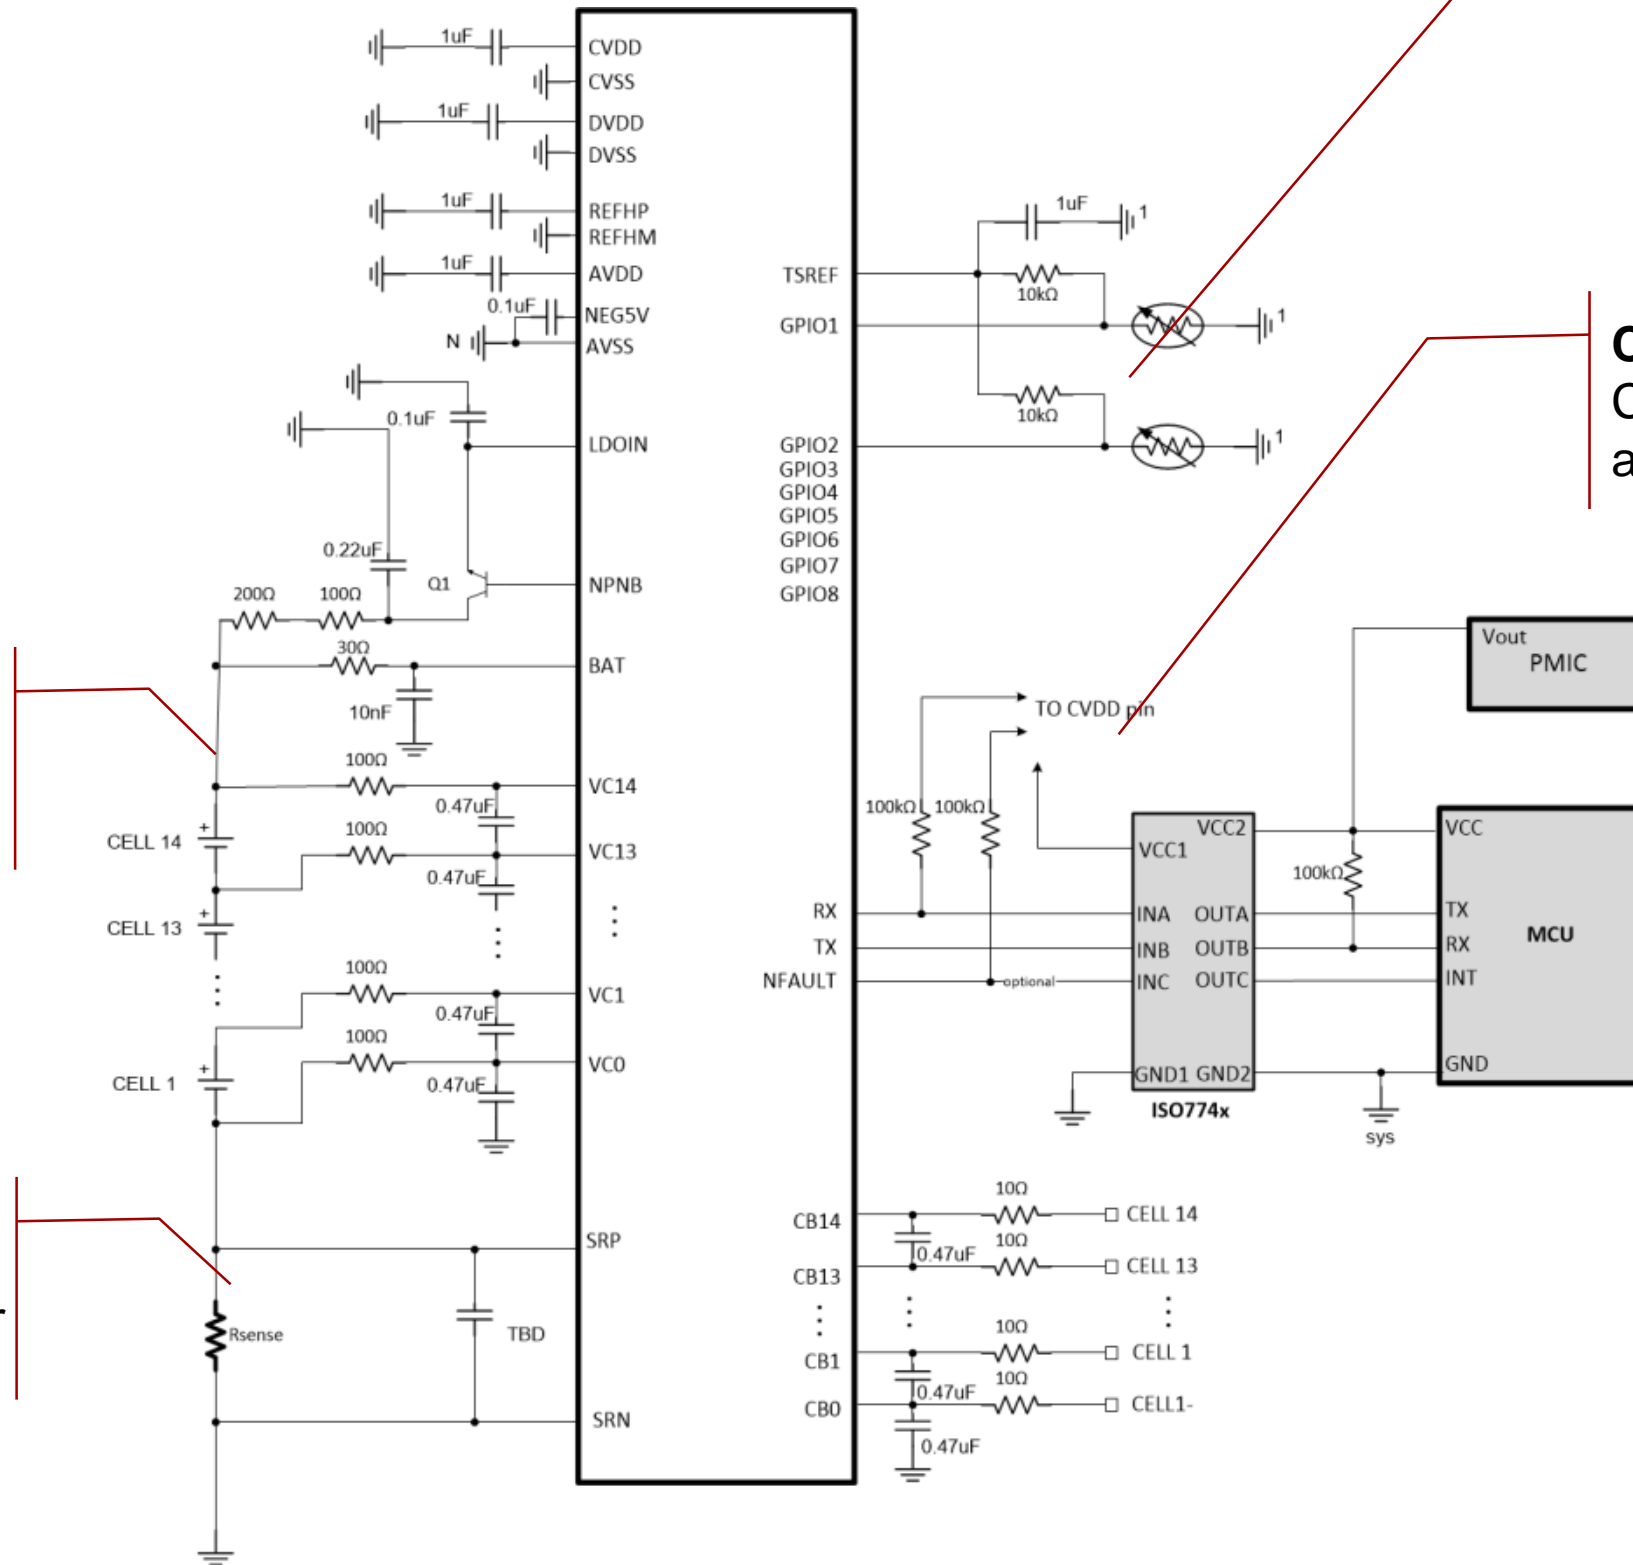 1uF
CVDD
CVSS
1uF
DVDD
DVSS
1uF
REFHP
REFHM
1uF
AVDD
0.1uF
NEG5V
N
AVSS
0.1uF
LDOIN
0.22uF
Q1
NPNB
200Ω
100Ω
30Ω
BAT
10nF
100Ω
VC14
0.47uF
CELL 14
+
100Ω
VC13
0.47uF
CELL 13
+
100Ω
VC1
0.47uF
100Ω
VC0
0.47uF
CELL 1
+
SRP
Rsense
TBD
SRN
1uF
1
TSREF
10kΩ
GPIO1
1
10kΩ
GPIO2
1
GPIO3
GPIO4
GPIO5
GPIO6
GPIO7
GPIO8
TO CVDD pin
100kΩ
100kΩ
RX
TX
NFAULT
optional
VCC2
VCC1
INA OUTA
INB OUTB
INC OUTC
GND1 GND2
ISO774x
100kΩ
Vout
PMIC
VCC
TX
RX
MCU
INT
GND
sys
CB14
10Ω
CELL 14
0.47uF
CB13
10Ω
CELL 13
CB1
10Ω
CELL 1
0.47uF
CB0
10Ω
CELL1-
0.47uF